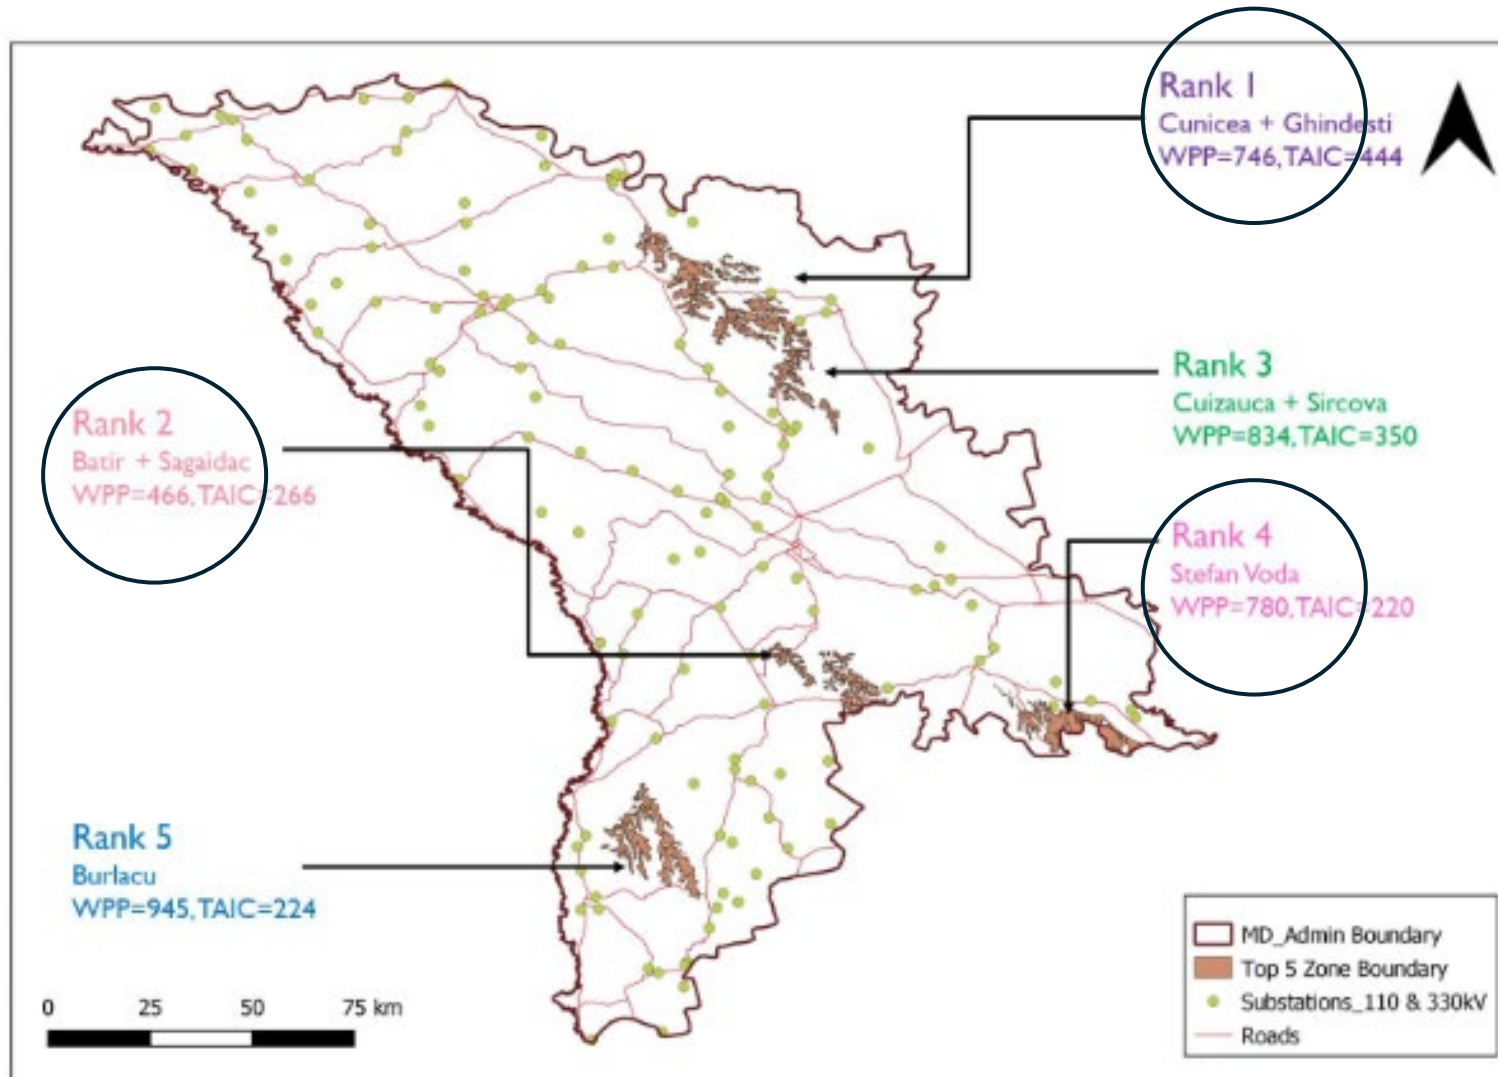 Rank 1
Cunicea + Ghindesti
WPP=746,TAIC=444
Rank 3
Cuizauca + Sircova
WPP=834,TAIC=350
Rank 2
Batir + Sagaidac
WPP=466,TAIC=266
Rank 4
Stefan Voda
WPP=780,TAIC=220
Rank 5
Burlacu
WPP=945,TAIC=224
0 25 50 75 km
MD_Admin Boundary
Top 5 Zone Boundary
Substations_110 & 330kV
Roads